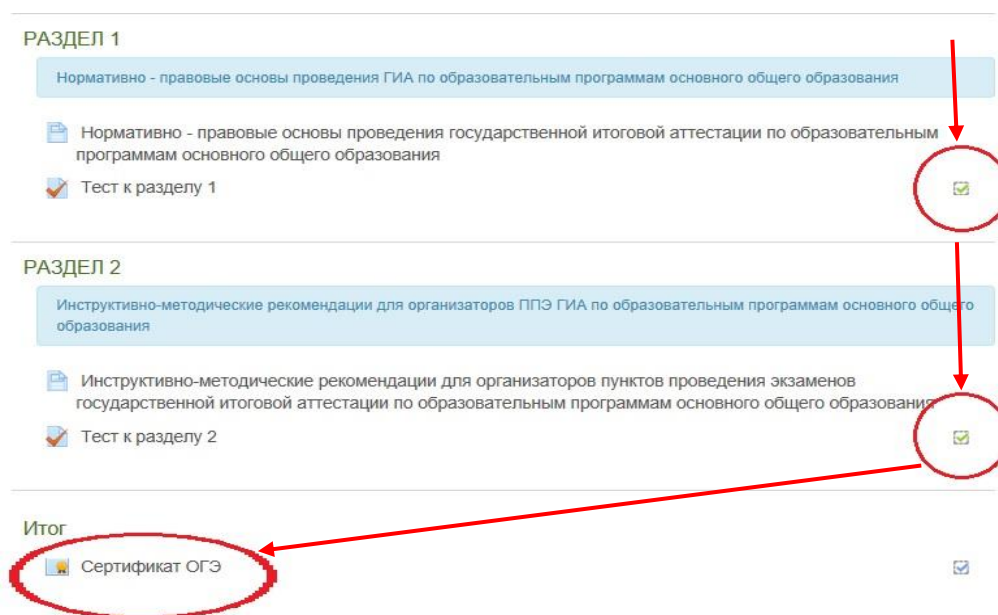 РАЗДЕЛ 1
Нормативно - правовые основы проведения ГИА по образовательным программам основного общего образования
Нормативно - правовые основы проведения государственной итоговой аттестации по образовательным
программам основного общего образования
Тест к разделу 1
РАЗДЕЛ 2
Инструктивно-методические рекомендации для организаторов ППЭ ГИА по образовательным программам основного общего
образования
Инструктивно-методические рекомендации для организаторов пунктов проведения экзаменов
государственной итоговой аттестации по образовательным программам основного общего образования
Тест к разделу 2
Итог
Сертификат ОГЭ